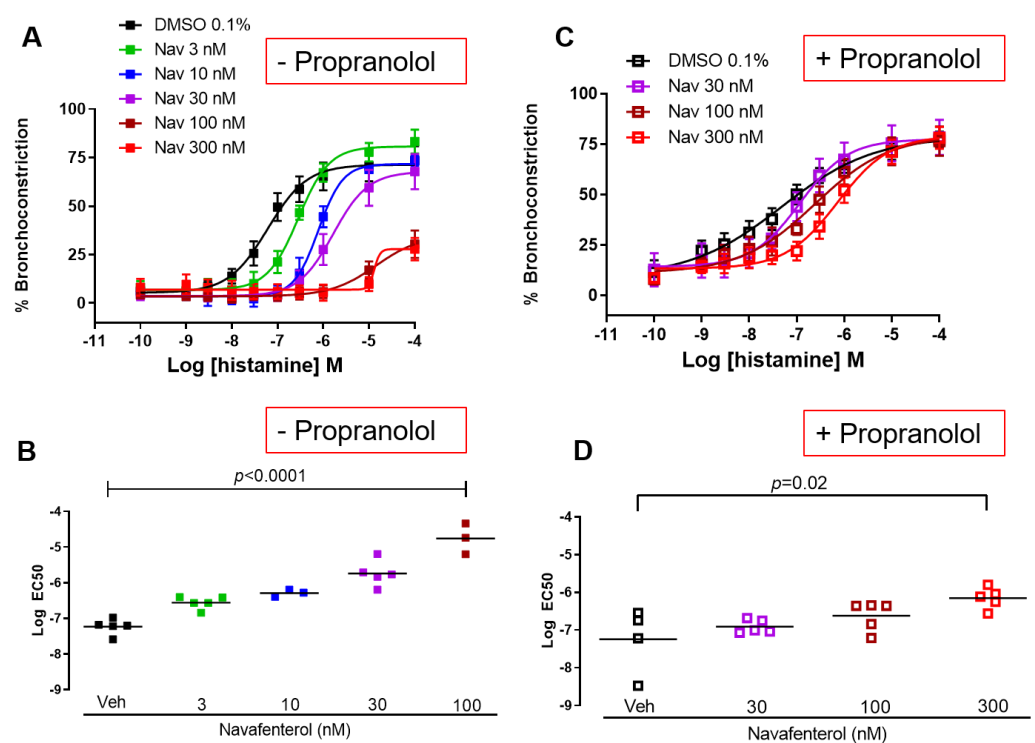 A
DMSO 0.1%
Nav 3 nM
Nav 10 nM
Nav 30 nM
Nav 100 nM
Nav 300 nM
- Propranolol
100
75
50
25
0
% Bronchoconstriction
-11 -10 -9 -8 -7 -6 -5 -4
Log [histamine] M
C
DMSO 0.1%
Nav 30 nM
Nav 100 nM
Nav 300 nM
+ Propranolol
100
75
50
25
0
% Bronchoconstriction
-11 -10 -9 -8 -7 -6 -5 -4
Log [histamine] M
B
- Propranolol
p<0.0001
-4
-5
-6
-7
-8
-9
Log EC50
Veh 3 10 30 100
Navafenterol (nM)
D
+ Propranolol
p=0.02
-4
-5
-6
-7
-8
-9
Log EC50
Veh 30 100 300
Navafenterol (nM)